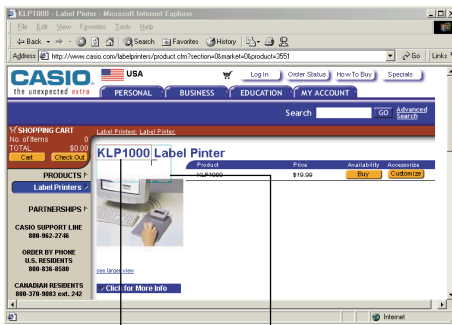 KLP1000 - Label Pinter - Microsoft Internet Explorer
File Edit View Favorites Tools Help
Back Search Favorites History
Address http://www.casio.com/labelprinters/product.cfm?section=0&market=0&product=3551 Go Links
CASIO.
the unexpected extra
USA
Log In Order Status How To Buy Specials
PERSONAL BUSINESS EDUCATION MY ACCOUNT
Search GO Advanced Search
SHOPPING CART
No. of Items 0
TOTAL $0.00
Cart Check Out
Label Printers: Label Pinter:
KLP1000 Label Pinter
Product Price Availability Accessorize
KLP1000 $19.99 Buy Customize
PRODUCTS
Label Printers
PARTNERSHIPS
CASIO SUPPORT LINE
800-962-2746
ORDER BY PHONE
U.S. RESIDENTS
800-836-8580
CANADIAN RESIDENTS
800-370-9083 ext. 242
see larger view
Click for More Info
Internet